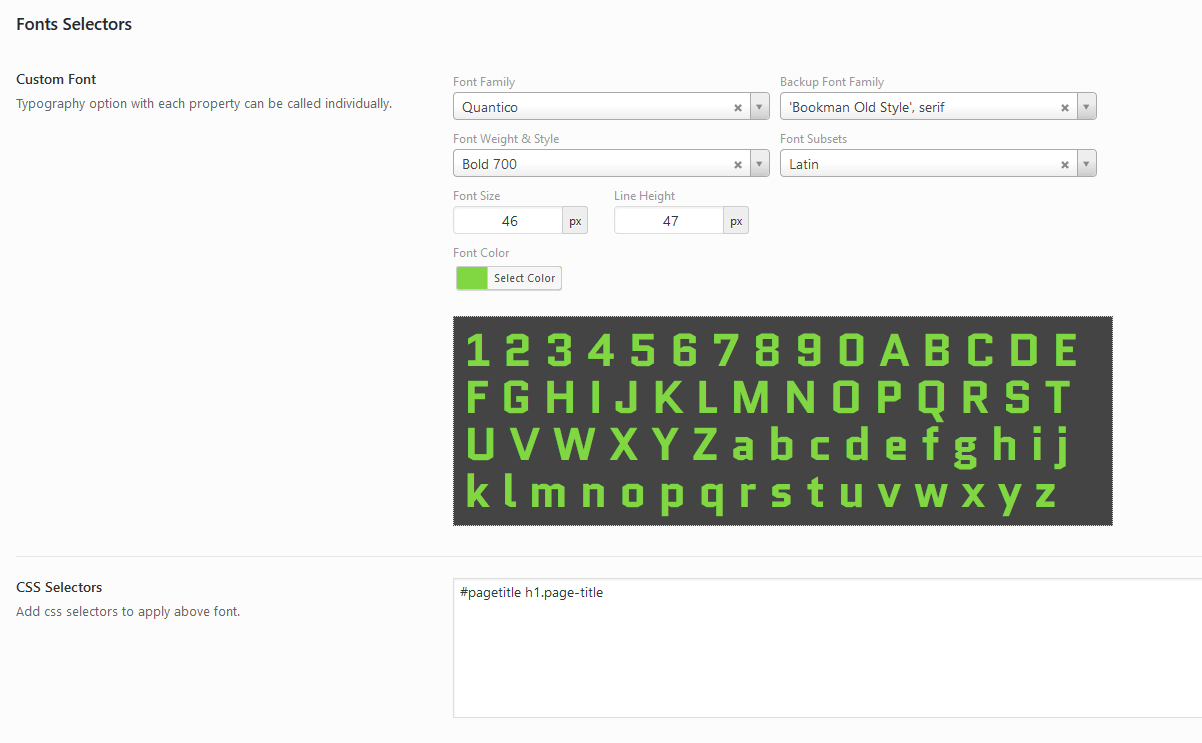 Fonts Selectors
Custom Font
Typography option with each property can be called individually.
Font Family
Backup Font Family
Quantico
'Bookman Old Style', serif
Font Weight & Style
Font Subsets
Bold 700
Latin
Font Size
Line Height
46 px
47 px
Font Color
Select Color
1 2 3 4 5 6 7 8 9 0 A B C D E
F G H I J K L M N O P Q R S T
U V W X Y Z a b c d e f g h i j
k l m n o p q r s t u v w x y z
CSS Selectors
Add css selectors to apply above font.
#pagetitle h1.page-title